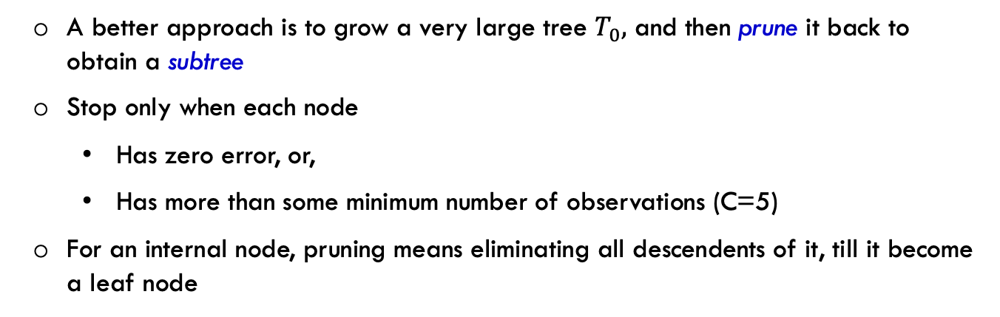 ○ A better approach is to grow a very large tree T₀, and then prune it back to
obtain a subtree
○ Stop only when each node
• Has zero error, or,
• Has more than some minimum number of observations (C=5)
○ For an internal node, pruning means eliminating all descendents of it, till it become
a leaf node